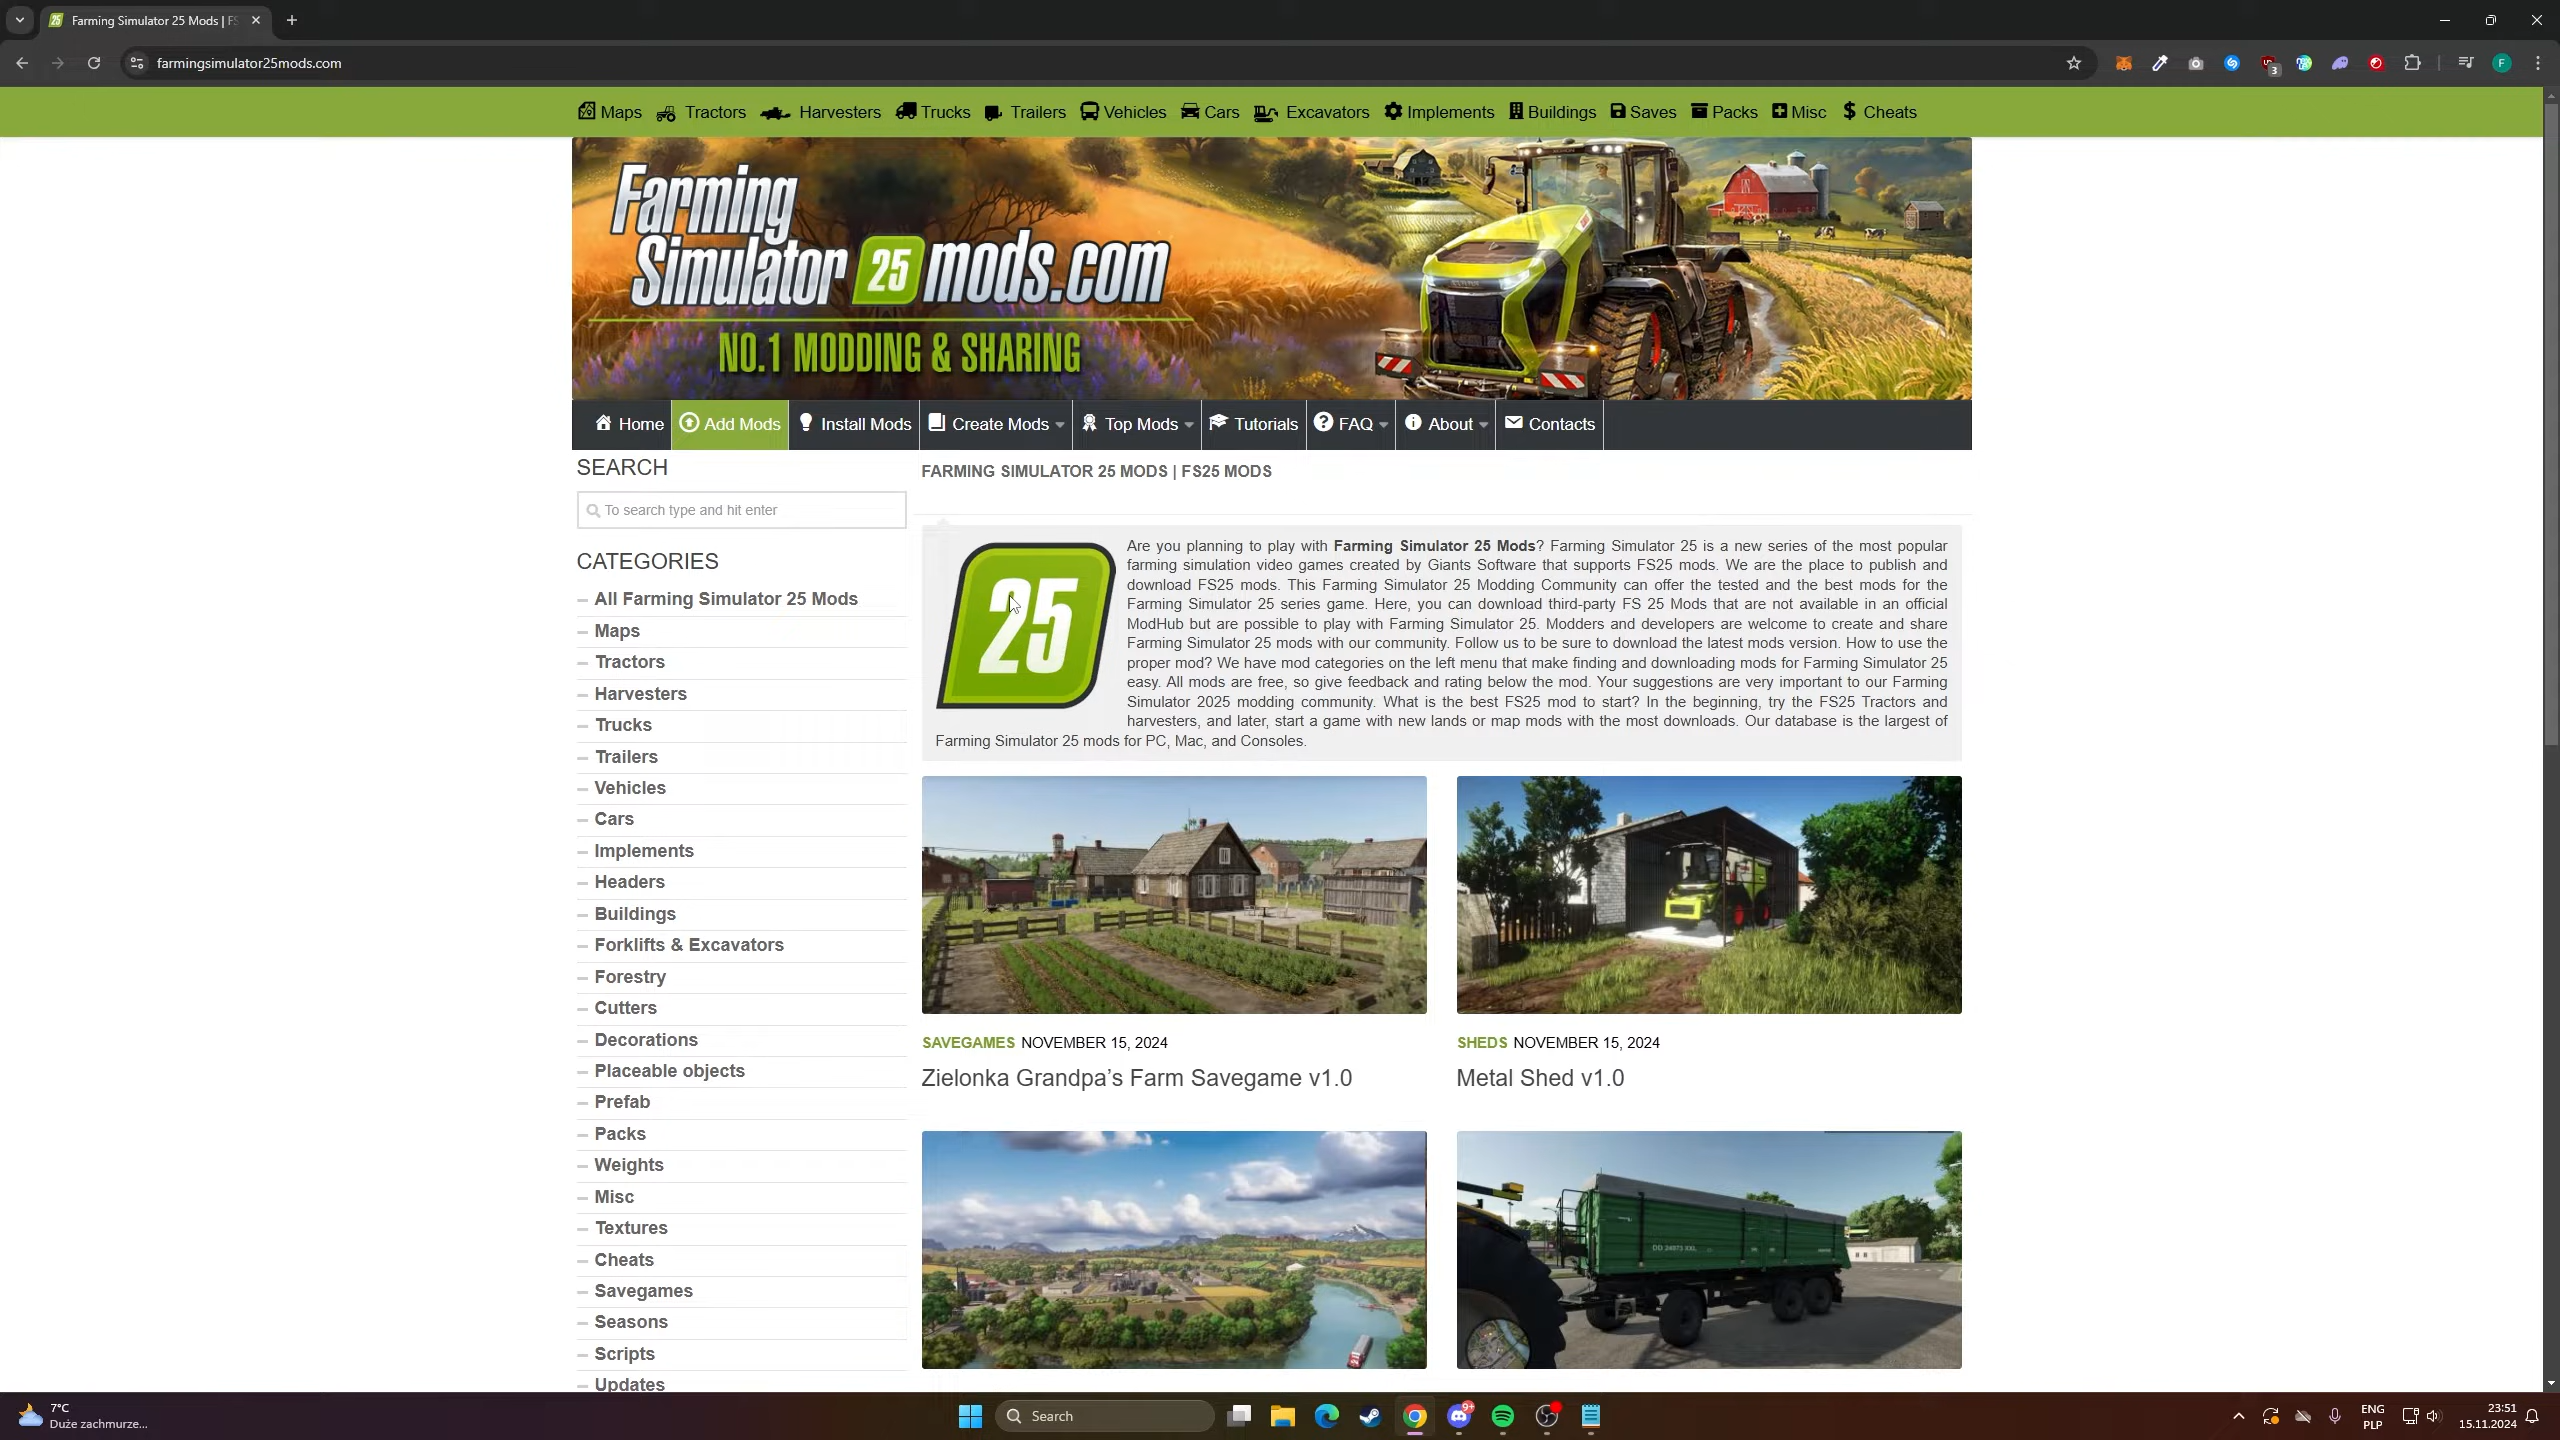 Farming Simulator 25 Mods | FS
farmingsimulator25mods.com
3
F
Maps Tractors Harvesters Trucks Trailers Vehicles Cars Excavators Implements Buildings Saves Packs Misc Cheats
Farming
Simulator 25 mods.com
NO.1 MODDING & SHARING
Home Add Mods Install Mods Create Mods Top Mods Tutorials FAQ About Contacts
SEARCH
To search type and hit enter
CATEGORIES
All Farming Simulator 25 Mods
Maps
Tractors
Harvesters
Trucks
Trailers
Vehicles
Cars
Implements
Headers
Buildings
Forklifts & Excavators
Forestry
Cutters
Decorations
Placeable objects
Prefab
Packs
Weights
Misc
Textures
Cheats
Savegames
Seasons
Scripts
Updates
FARMING SIMULATOR 25 MODS | FS25 MODS
25
Are you planning to play with Farming Simulator 25 Mods? Farming Simulator 25 is a new series of the most popular
farming simulation video games created by Giants Software that supports FS25 mods. We are the place to publish and
download FS25 mods. This Farming Simulator 25 Modding Community can offer the tested and the best mods for the
Farming Simulator 25 series game. Here, you can download third-party FS 25 Mods that are not available in an official
ModHub but are possible to play with Farming Simulator 25. Modders and developers are welcome to create and share
Farming Simulator 25 mods with our community. Follow us to be sure to download the latest mods version. How to use the
proper mod? We have mod categories on the left menu that make finding and downloading mods for Farming Simulator 25
easy. All mods are free, so give feedback and rating below the mod. Your suggestions are very important to our Farming
Simulator 2025 modding community. What is the best FS25 mod to start? In the beginning, try the FS25 Tractors and
harvesters, and later, start a game with new lands or map mods with the most downloads. Our database is the largest of
Farming Simulator 25 mods for PC, Mac, and Consoles.
SAVEGAMES NOVEMBER 15, 2024
Zielonka Grandpa’s Farm Savegame v1.0
SHEDS NOVEMBER 15, 2024
Metal Shed v1.0
7°C
Duże zachmurze...
Search
9+
ENG
PLP
23:51
15.11.2024